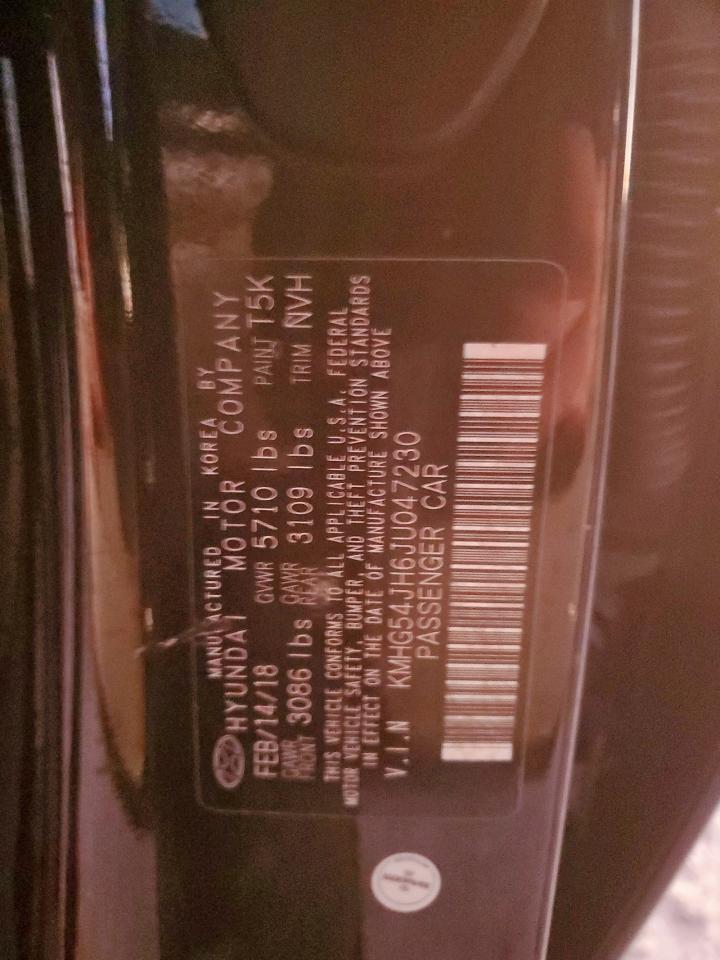 MANUFACTURED IN KOREA BY
HYUNDAI MOTOR COMPANY
FEB/14/18 GVWR 5710 lbs PAINT T5K
GAWR FRONT 3086 lbs GAWR REAR 3109 lbs TRIM NVH
THIS VEHICLE CONFORMS TO ALL APPLICABLE U.S.A. FEDERAL
MOTOR VEHICLE SAFETY, BUMPER, AND THEFT PREVENTION STANDARDS
IN EFFECT ON THE DATE OF MANUFACTURE SHOWN ABOVE
V.I.N KMHG54JH6JU047230
PASSENGER CAR